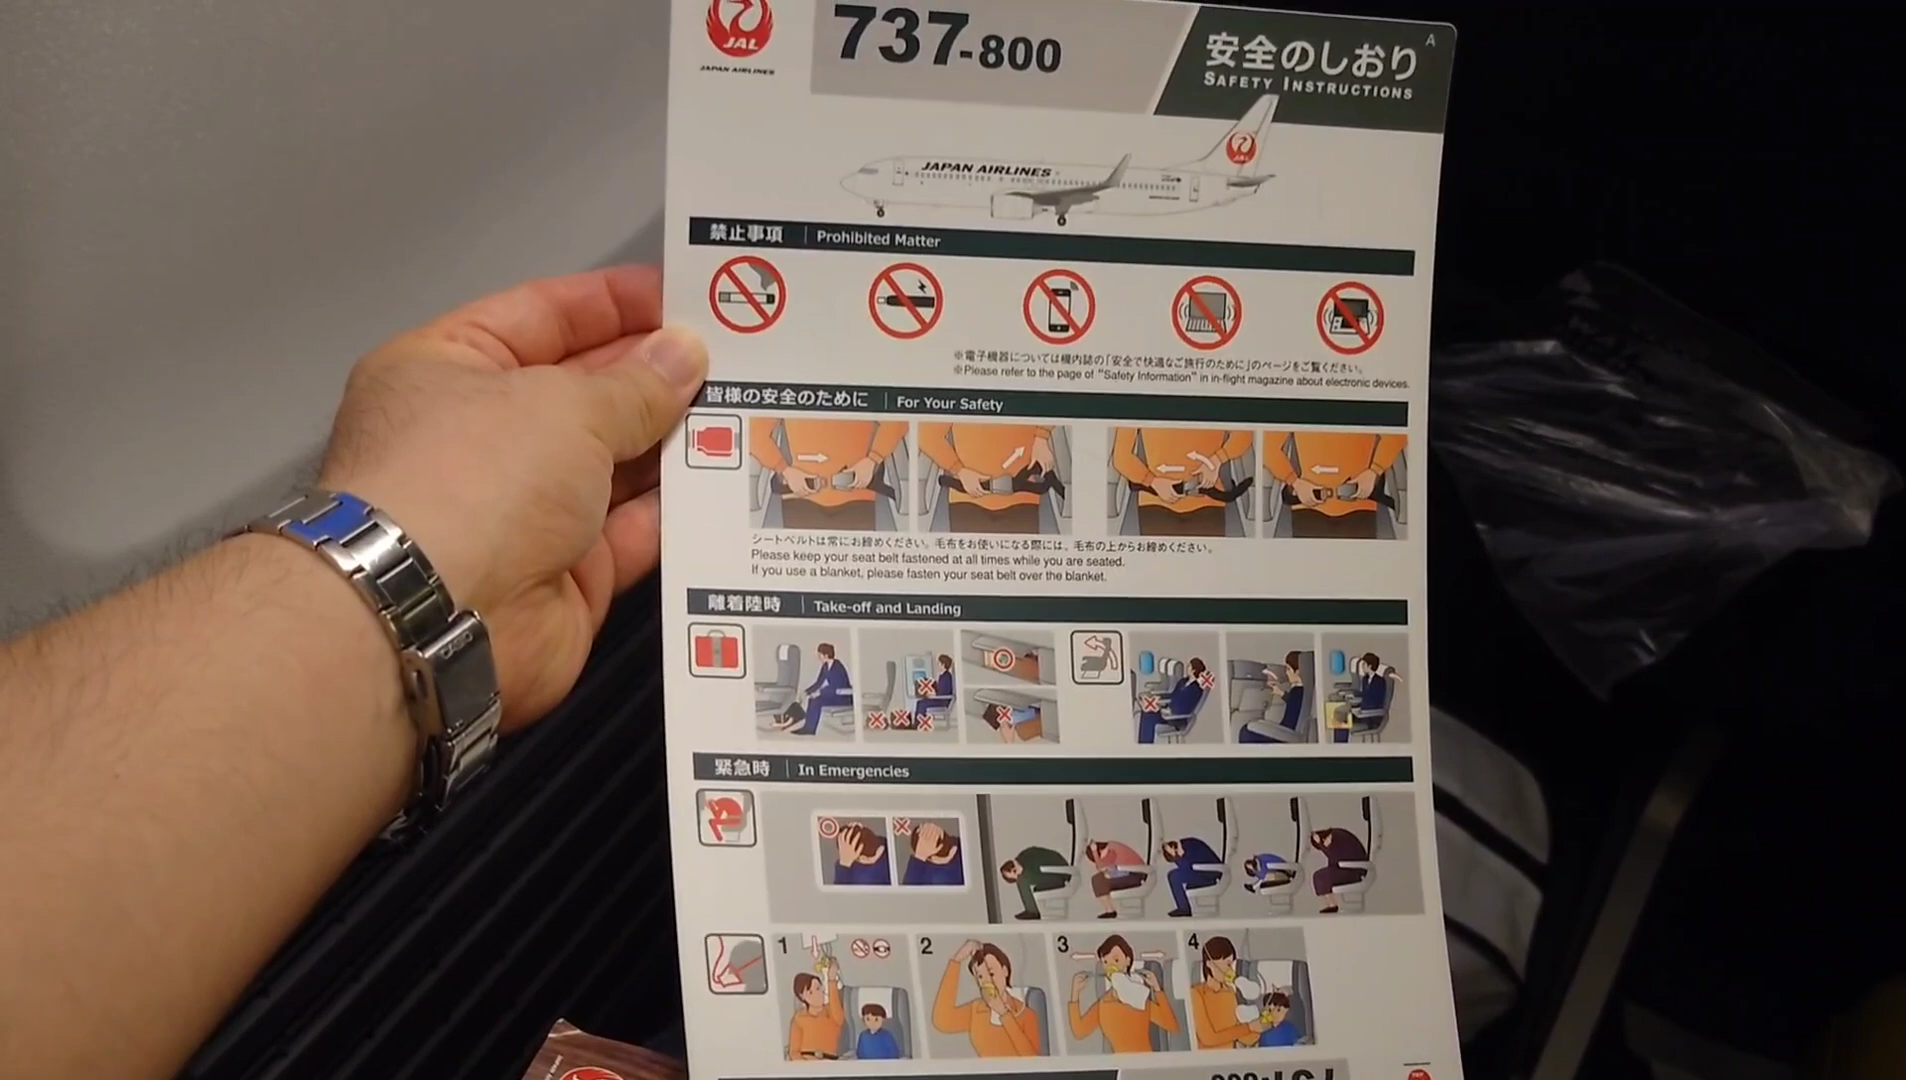 JAL
JAPAN AIRLINES
737-800
安全のしおり
SAFETY INSTRUCTIONS
A
JAPAN AIRLINES
JAL
禁止事項 | Prohibited Matter
※電子機器については機内誌の「安全で快適なご旅行のために」のページをご覧ください。
※Please refer to the page of "Safety Information" in in-flight magazine about electronic devices.
皆様の安全のために | For Your Safety
シートベルトは常にお締めください。毛布をお使いになる際には、毛布の上からお締めください。
Please keep your seat belt fastened at all times while you are seated.
If you use a blanket, please fasten your seat belt over the blanket.
離着陸時 | Take-off and Landing
緊急時 | In Emergencies
1
2
3
4
CASIO